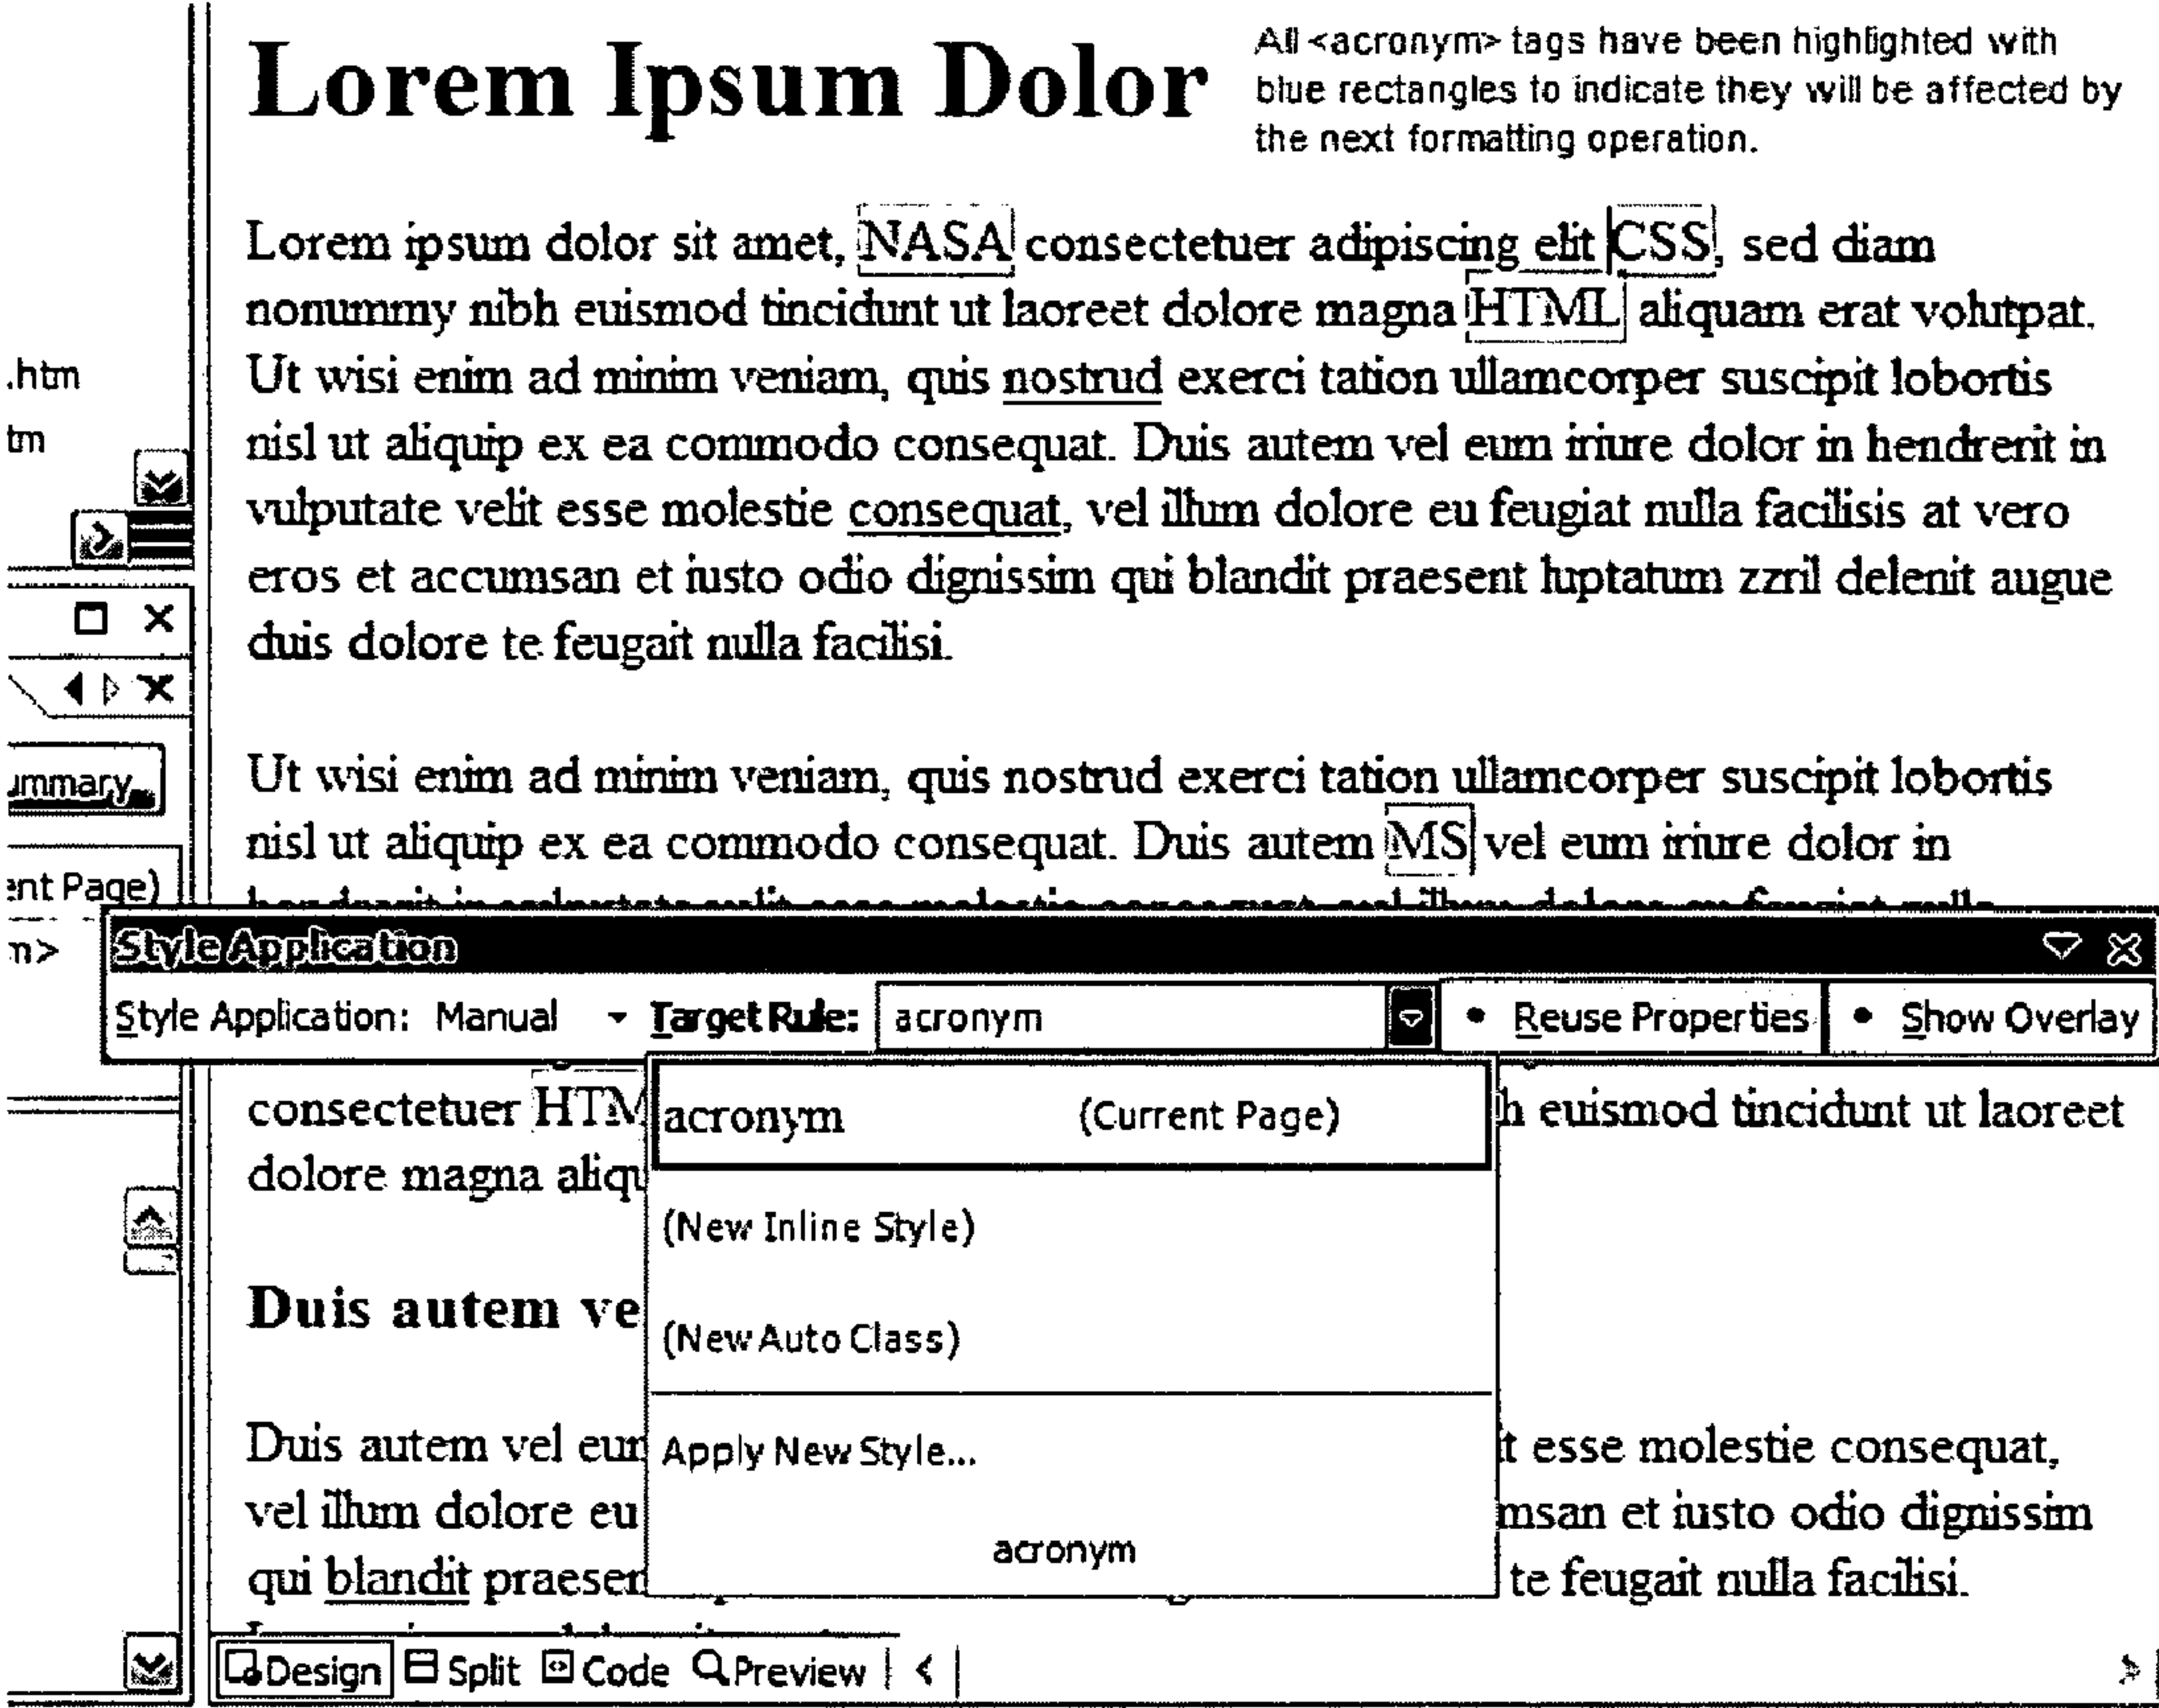 Lorem Ipsum Dolor
All <acronym> tags have been highlighted with
blue rectangles to indicate they will be affected by
the next formatting operation.
Lorem ipsum dolor sit amet, NASA consectetuer adipiscing elit CSS, sed diam
nonummy nibh euismod tincidunt ut laoreet dolore magna HTML aliquam erat volutpat.
Ut wisi enim ad minim veniam, quis nostrud exerci tation ullamcorper suscipit lobortis
nisl ut aliquip ex ea commodo consequat. Duis autem vel eum iriure dolor in hendrerit in
vulputate velit esse molestie consequat, vel illum dolore eu feugiat nulla facilisis at vero
eros et accumsan et iusto odio dignissim qui blandit praesent luptatum zzril delenit augue
duis dolore te feugait nulla facilisi.
.htm
tm
ummary
ent Page)
m>
Ut wisi enim ad minim veniam, quis nostrud exerci tation ullamcorper suscipit lobortis
nisl ut aliquip ex ea commodo consequat. Duis autem MS vel eum iriure dolor in
Style Application
Style Application: Manual Target Rule: acronym Reuse Properties Show Overlay
acronym (Current Page)
(New Inline Style)
(New Auto Class)
Apply New Style...
acronym
consectetuer HTM h euismod tincidunt ut laoreet
dolore magna aliqu
Duis autem ve
Duis autem vel eum t esse molestie consequat,
vel illum dolore eu msan et iusto odio dignissim
qui blandit praesen te feugait nulla facilisi.
Design Split Code Preview